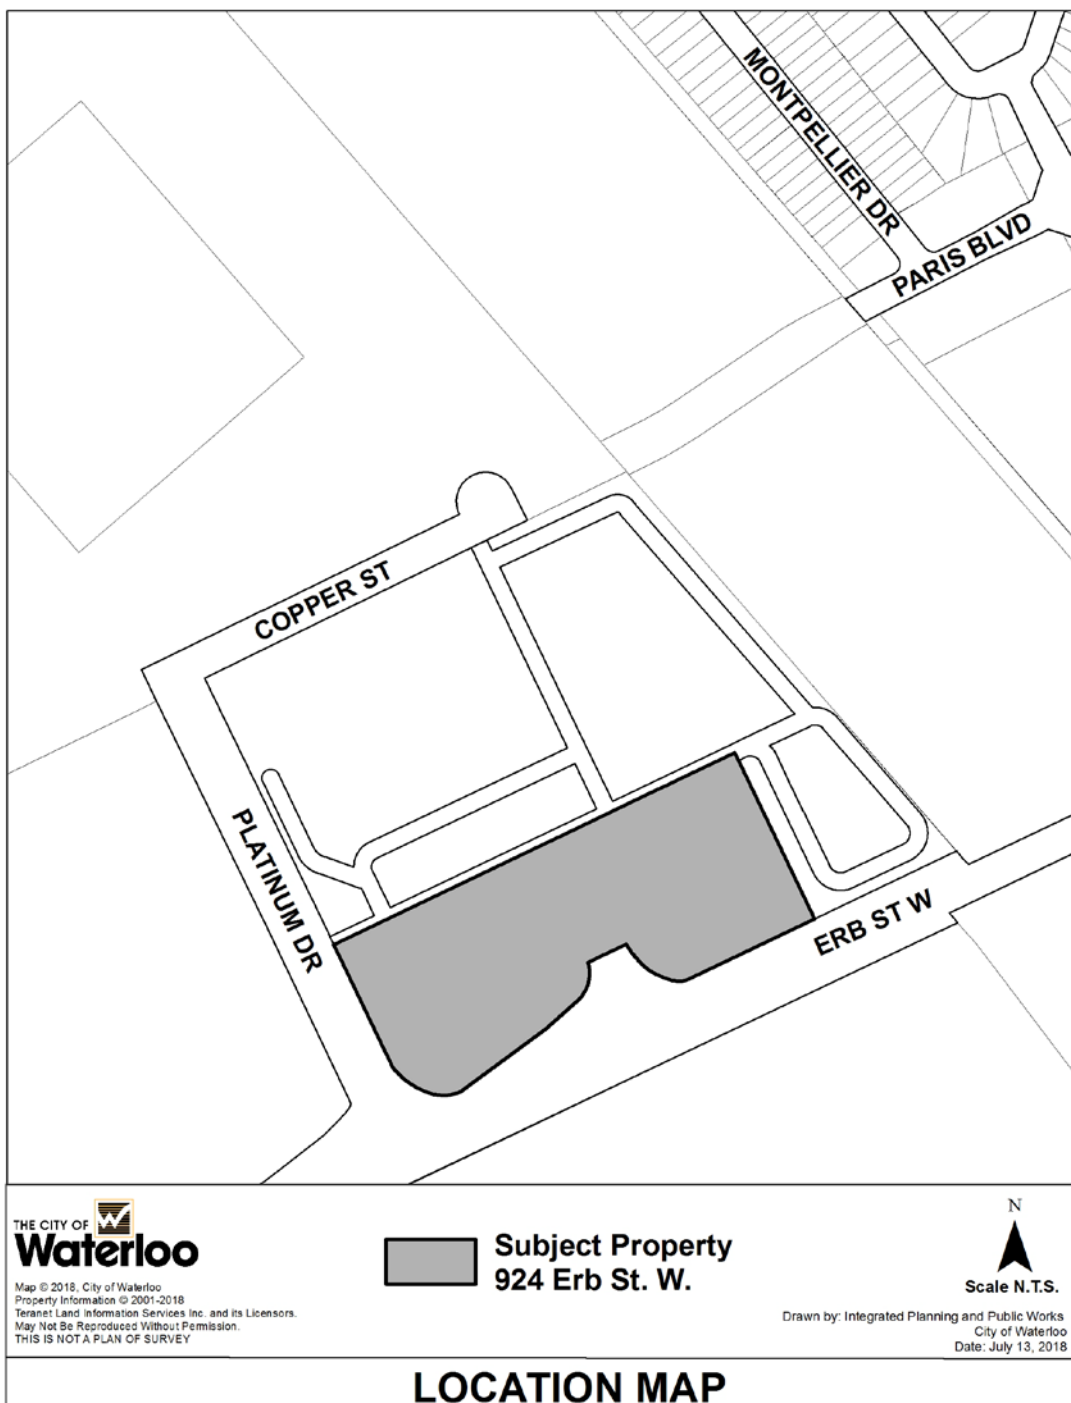 MONTPELLIER DR
PARIS BLVD
COPPER ST
PLATINUM DR
ERB ST W
THE CITY OF
Waterloo
Map © 2018, City of Waterloo
Property Information © 2001-2018
Teranet Land Information Services Inc. and its Licensors.
May Not Be Reproduced Without Permission.
THIS IS NOT A PLAN OF SURVEY
Subject Property
924 Erb St. W.
N
Scale N.T.S.
Drawn by: Integrated Planning and Public Works
City of Waterloo
Date: July 13, 2018
LOCATION MAP